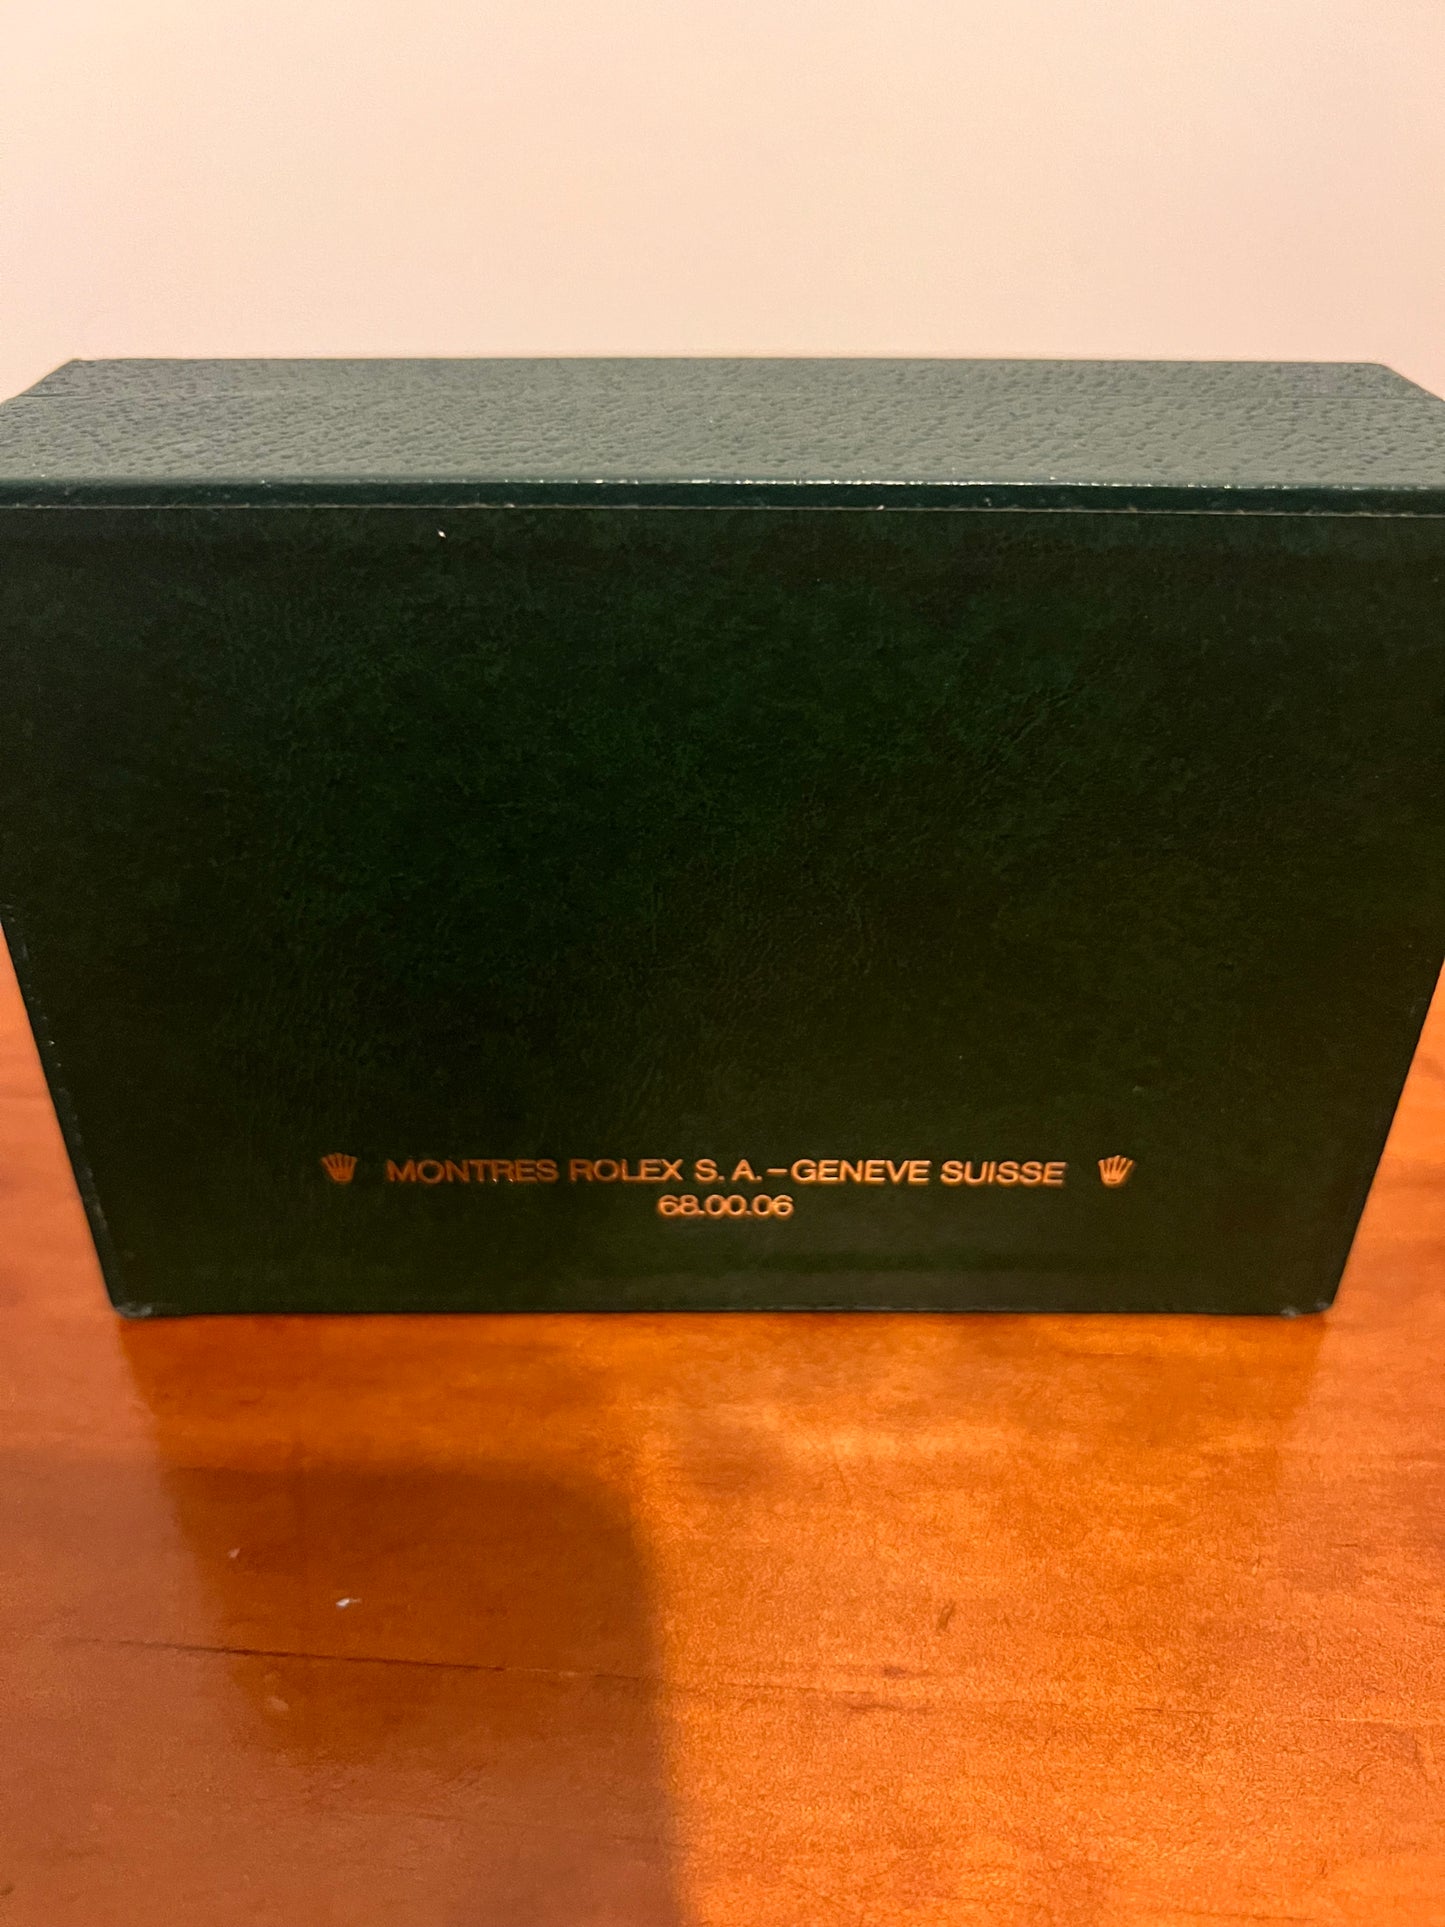 MONTRES ROLEX S.A.-GENEVE SUISSE
68.00.06